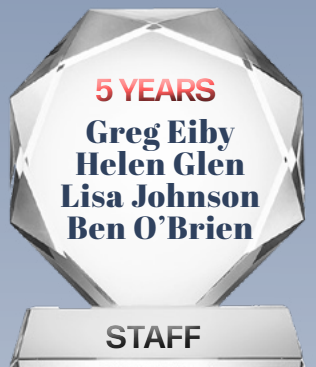 5 YEARS
Greg Eiby
Helen Glen
Lisa Johnson
Ben O’Brien
STAFF